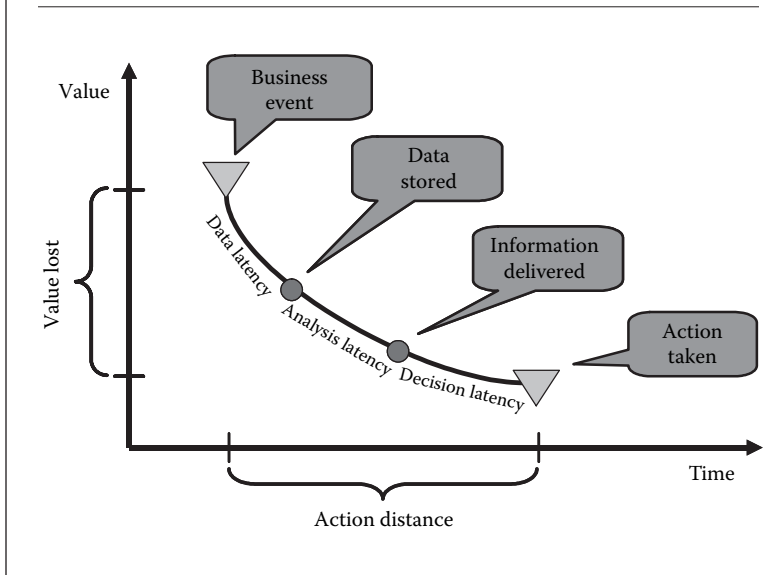 Value
Business
event
Data
stored
Information
delivered
Action
taken
Value lost
Data latency
Analysis latency
Decision latency
Time
Action distance